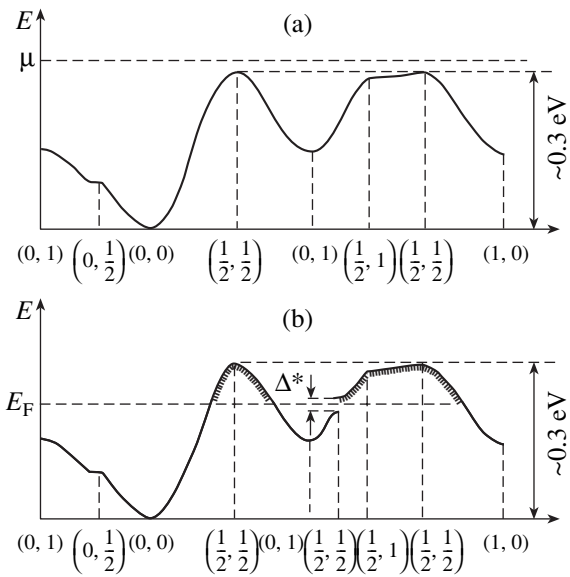 E
(a)
μ
~0.3 eV
(0, 1) (0, 1/2) (0, 0) (1/2, 1/2) (0, 1) (1/2, 1) (1/2, 1/2) (1, 0)
E
(b)
Δ*
E_F
~0.3 eV
(0, 1) (0, 1/2) (0, 0) (1/2, 1/2) (0, 1) (1/2, 1/2) (1/2, 1) (1/2, 1/2) (1, 0)